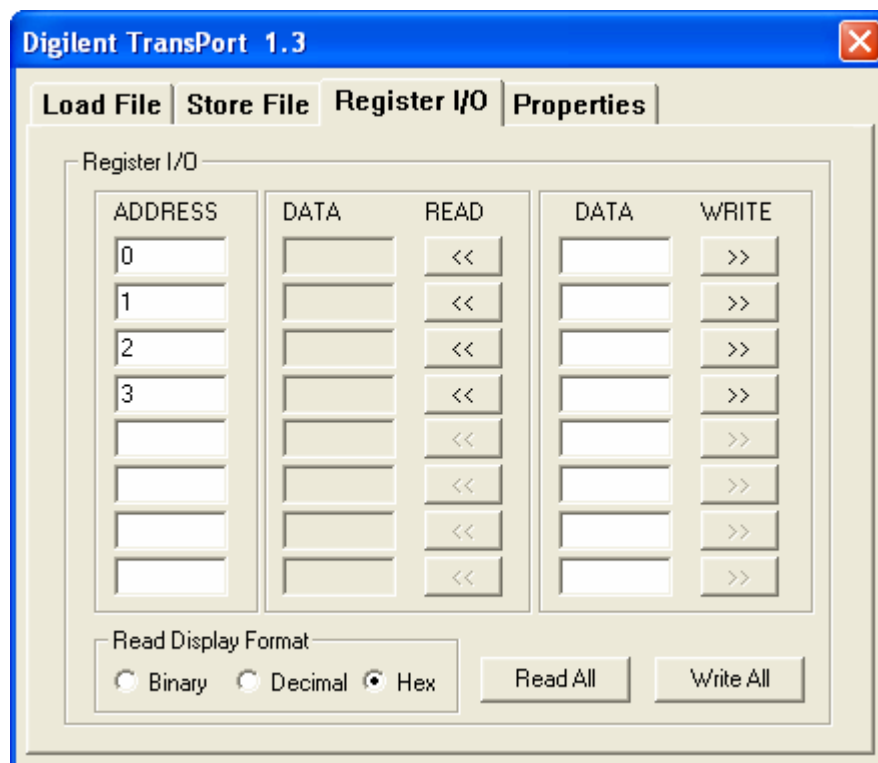 Digilent TransPort 1.3
Load File Store File Register I/O Properties
Register I/O
ADDRESS DATA READ DATA WRITE
0 << >>
1 << >>
2 << >>
3 << >>
<< >>
<< >>
<< >>
<< >>
Read Display Format
Binary Decimal Hex Read All Write All